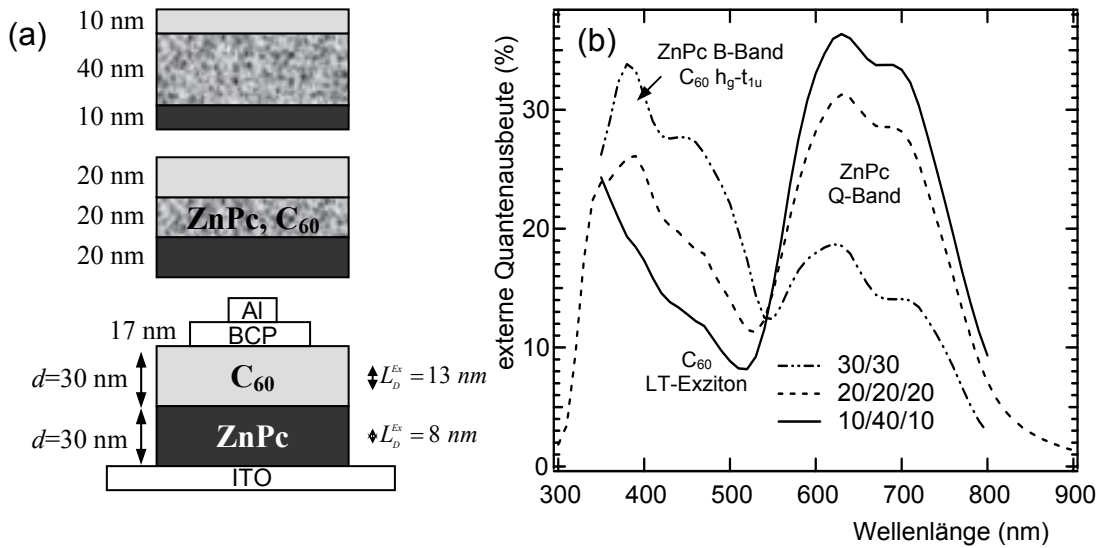 (a)
10 nm
40 nm
10 nm
20 nm
20 nm
ZnPc, C₆₀
20 nm
Al
17 nm
BCP
d=30 nm
C₆₀
L_D^Ex = 13 nm
d=30 nm
ZnPc
L_D^Ex = 8 nm
ITO
(b)
externe Quantenausbeute (%)
30
20
10
0
ZnPc B-Band
C₆₀ h_g-t₁ᵤ
ZnPc
Q-Band
C₆₀
LT-Exziton
30/30
20/20/20
10/40/10
300 400 500 600 700 800 900
Wellenlänge (nm)